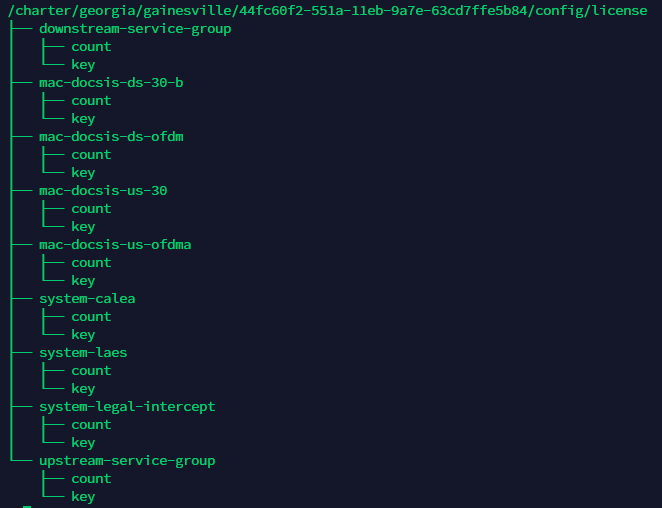 /charter/georgia/gainesville/44fc60f2-551a-11eb-9a7e-63cd7ffe5b84/config/license
├── downstream-service-group
│   ├── count
│   └── key
├── mac-docsis-ds-30-b
│   ├── count
│   └── key
├── mac-docsis-ds-ofdm
│   ├── count
│   └── key
├── mac-docsis-us-30
│   ├── count
│   └── key
├── mac-docsis-us-ofdma
│   ├── count
│   └── key
├── system-calea
│   ├── count
│   └── key
├── system-laes
│   ├── count
│   └── key
├── system-legal-intercept
│   ├── count
│   └── key
└── upstream-service-group
    ├── count
    └── key